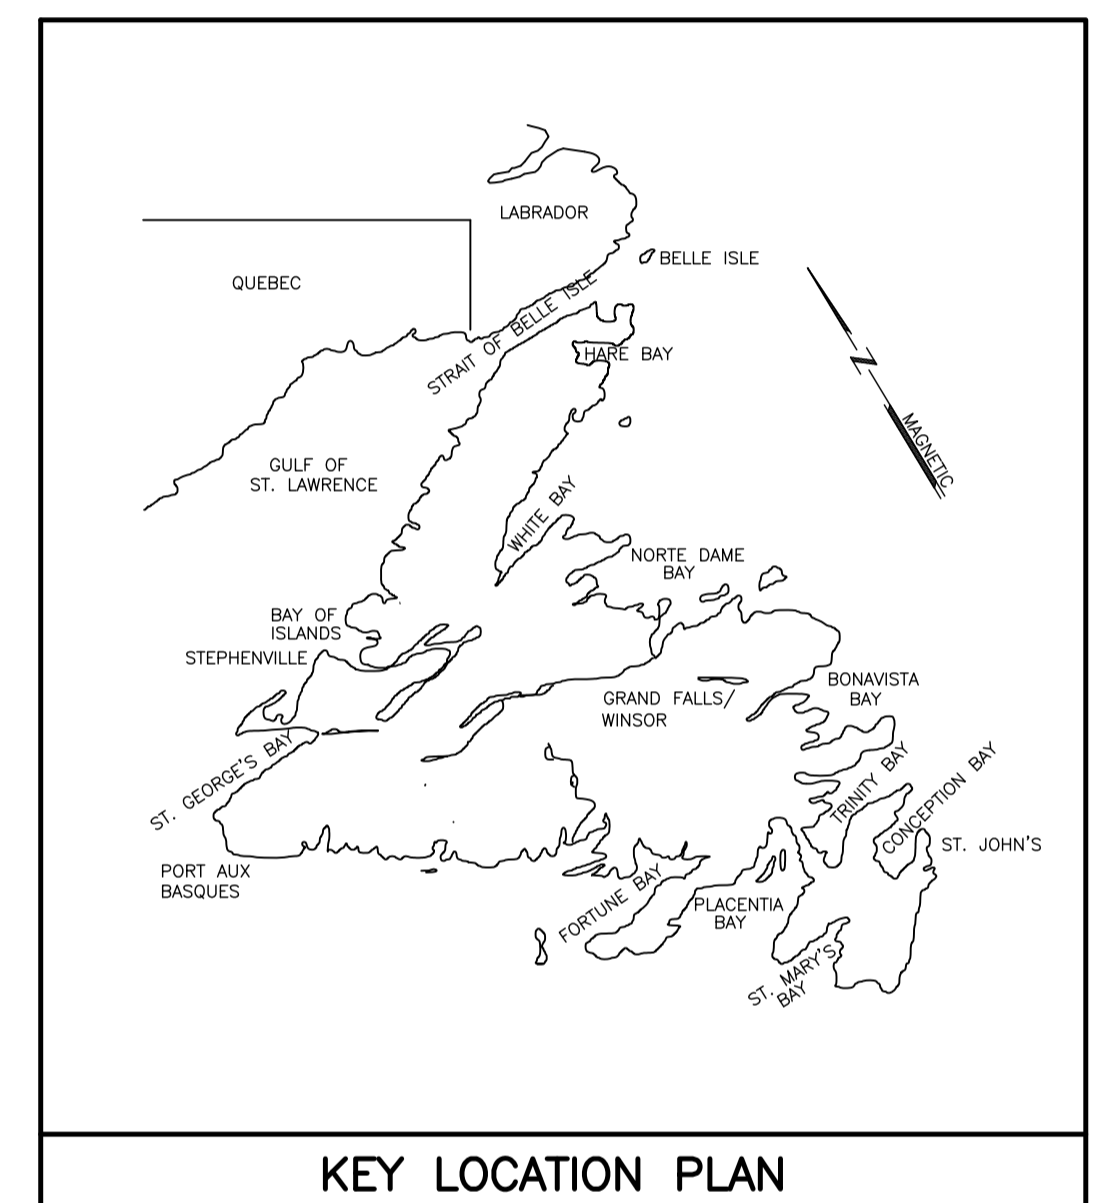 LABRADOR
BELLE ISLE
QUEBEC
STRAIT OF BELLE ISLE
HARE BAY
Z
MAGNETIC
GULF OF
ST. LAWRENCE
WHITE BAY
NORTE DAME
BAY
BAY OF
ISLANDS
STEPHENVILLE
GRAND FALLS/
WINSOR
BONAVISTA
BAY
ST. GEORGE'S BAY
TRINITY BAY
CONCEPTION BAY
ST. JOHN'S
PORT AUX
BASQUES
FORTUNE BAY
PLACENTIA
BAY
ST. MARY'S
BAY
KEY LOCATION PLAN